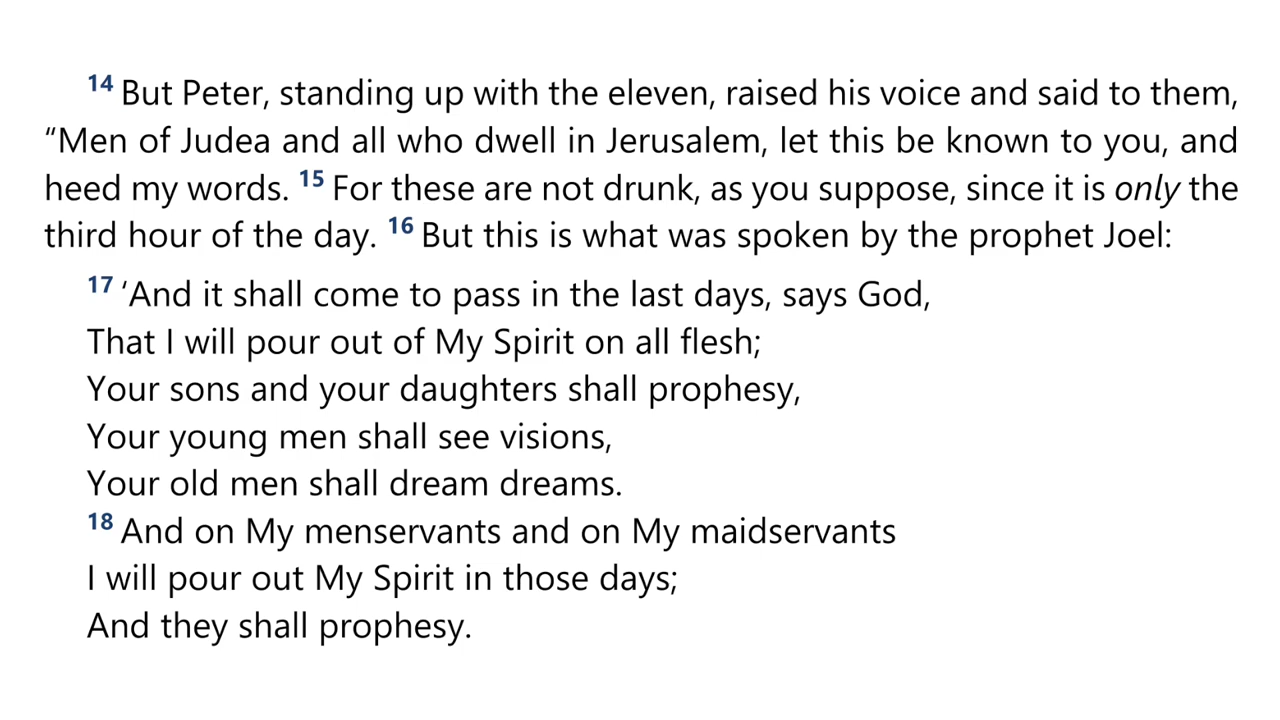 14 But Peter, standing up with the eleven, raised his voice and said to them,
“Men of Judea and all who dwell in Jerusalem, let this be known to you, and
heed my words. 15 For these are not drunk, as you suppose, since it is only the
third hour of the day. 16 But this is what was spoken by the prophet Joel:
17 ‘And it shall come to pass in the last days, says God,
That I will pour out of My Spirit on all flesh;
Your sons and your daughters shall prophesy,
Your young men shall see visions,
Your old men shall dream dreams.
18 And on My menservants and on My maidservants
I will pour out My Spirit in those days;
And they shall prophesy.